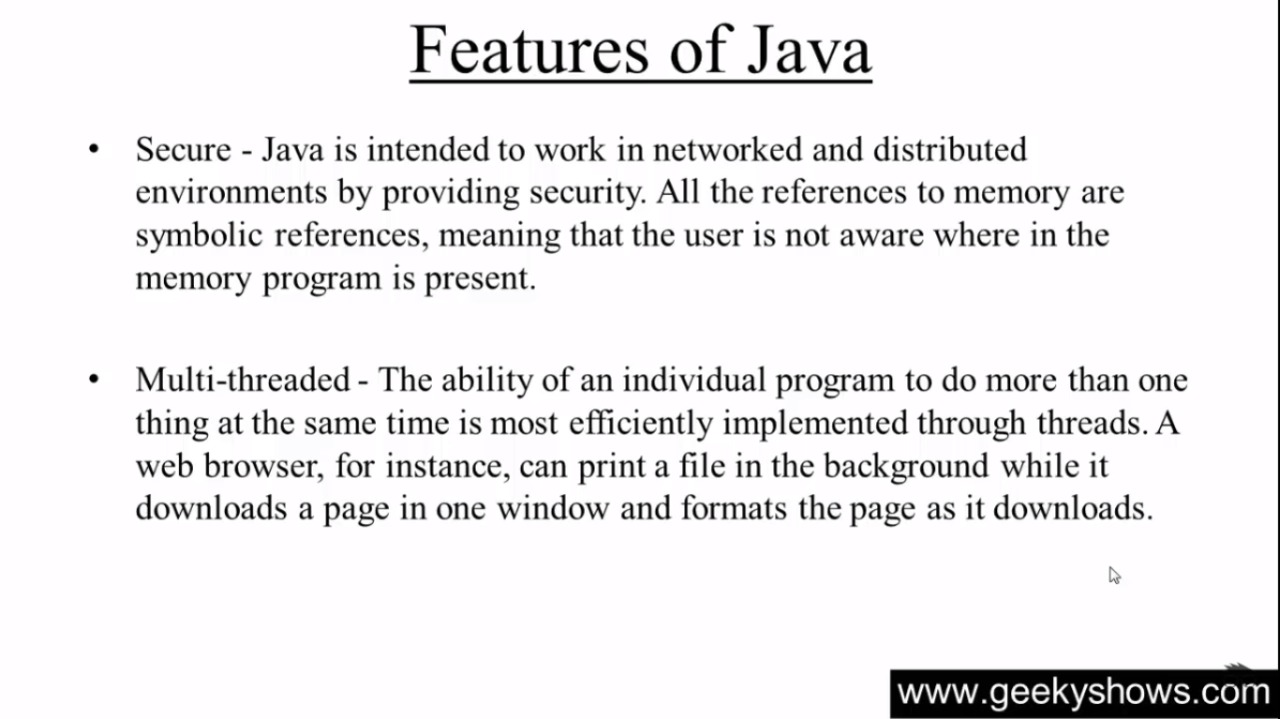 Features of Java
• Secure - Java is intended to work in networked and distributed
environments by providing security. All the references to memory are
symbolic references, meaning that the user is not aware where in the
memory program is present.
• Multi-threaded - The ability of an individual program to do more than one
thing at the same time is most efficiently implemented through threads. A
web browser, for instance, can print a file in the background while it
downloads a page in one window and formats the page as it downloads.
www.geekyshows.com